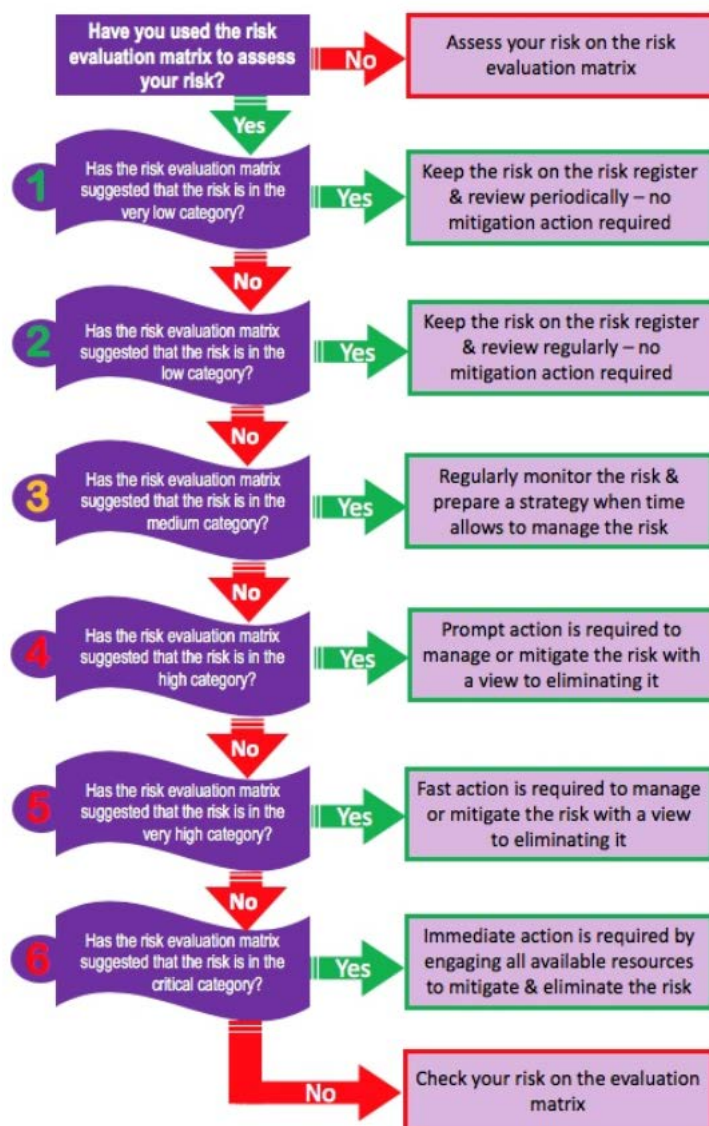 Have you used the risk
evaluation matrix to assess
your risk?
No
Assess your risk on the risk
evaluation matrix
Yes
1
Has the risk evaluation matrix
suggested that the risk is in the
very low category?
Yes
Keep the risk on the risk register
& review periodically – no
mitigation action required
No
2
Has the risk evaluation matrix
suggested that the risk is in the
low category?
Yes
Keep the risk on the risk register
& review regularly – no
mitigation action required
No
3
Has the risk evaluation matrix
suggested that the risk is in the
medium category?
Yes
Regularly monitor the risk &
prepare a strategy when time
allows to manage the risk
No
4
Has the risk evaluation matrix
suggested that the risk is in the
high category?
Yes
Prompt action is required to
manage or mitigate the risk with
a view to eliminating it
No
5
Has the risk evaluation matrix
suggested that the risk is in the
very high category?
Yes
Fast action is required to manage
or mitigate the risk with a view
to eliminating it
No
6
Has the risk evaluation matrix
suggested that the risk is in the
critical category?
Yes
Immediate action is required by
engaging all available resources
to mitigate & eliminate the risk
No
Check your risk on the evaluation
matrix